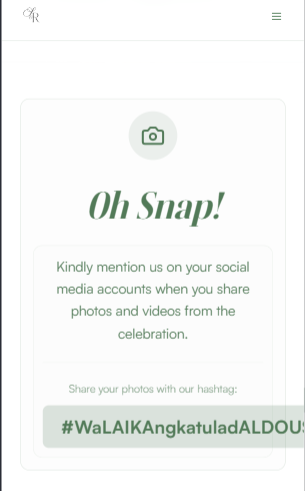 SR
Oh Snap!
Kindly mention us on your social
media accounts when you share
photos and videos from the
celebration.
Share your photos with our hashtag:
#WaLAIKAngkatuladALDOUS